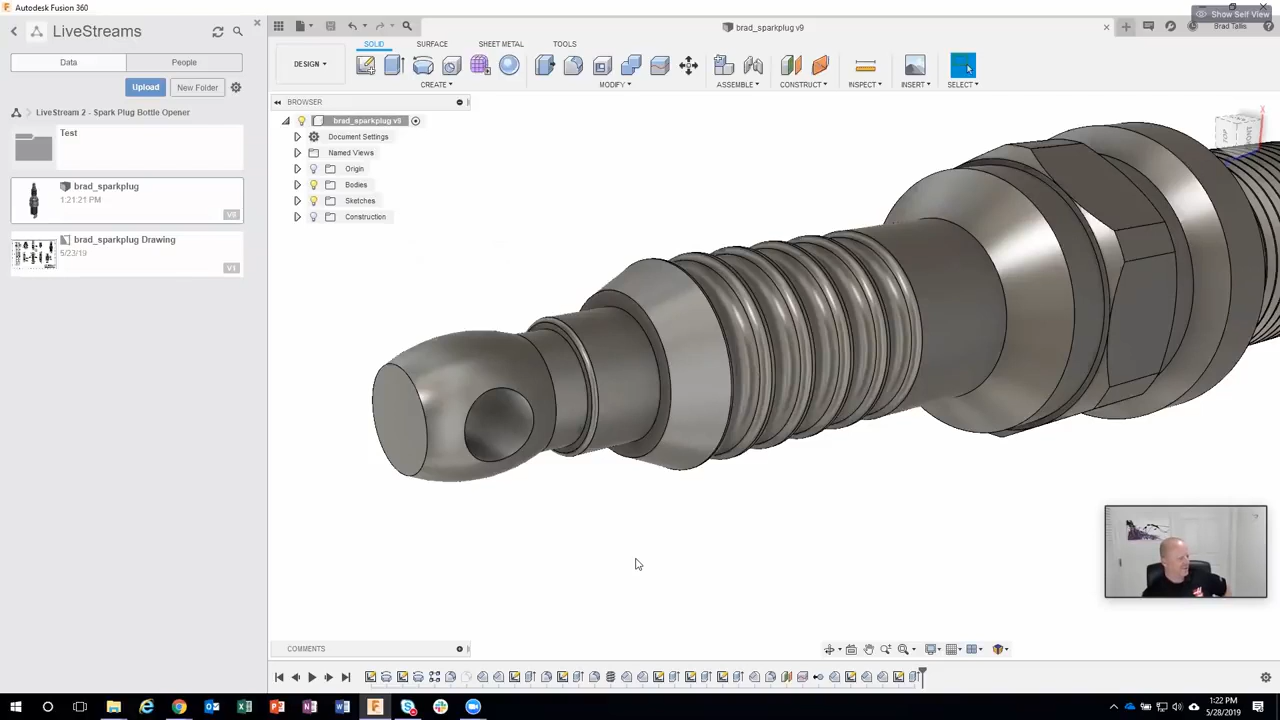 Autodesk Fusion 360
Show Self View
LiveStreams
brad_sparkplug v9
Brad Tallis
Data
People
SOLID
SURFACE
SHEET METAL
TOOLS
DESIGN
Upload
New Folder
CREATE
MODIFY
ASSEMBLE
CONSTRUCT
INSPECT
INSERT
SELECT
BROWSER
LiveStream 2 - Spark Plug Bottle Opener
brad_sparkplug v9
Test
Document Settings
Named Views
Origin
brad_sparkplug
1:21:21 PM
Bodies
Sketches
V8
Construction
brad_sparkplug Drawing
5/23/19
V1
COMMENTS
1:22 PM
5/28/2019